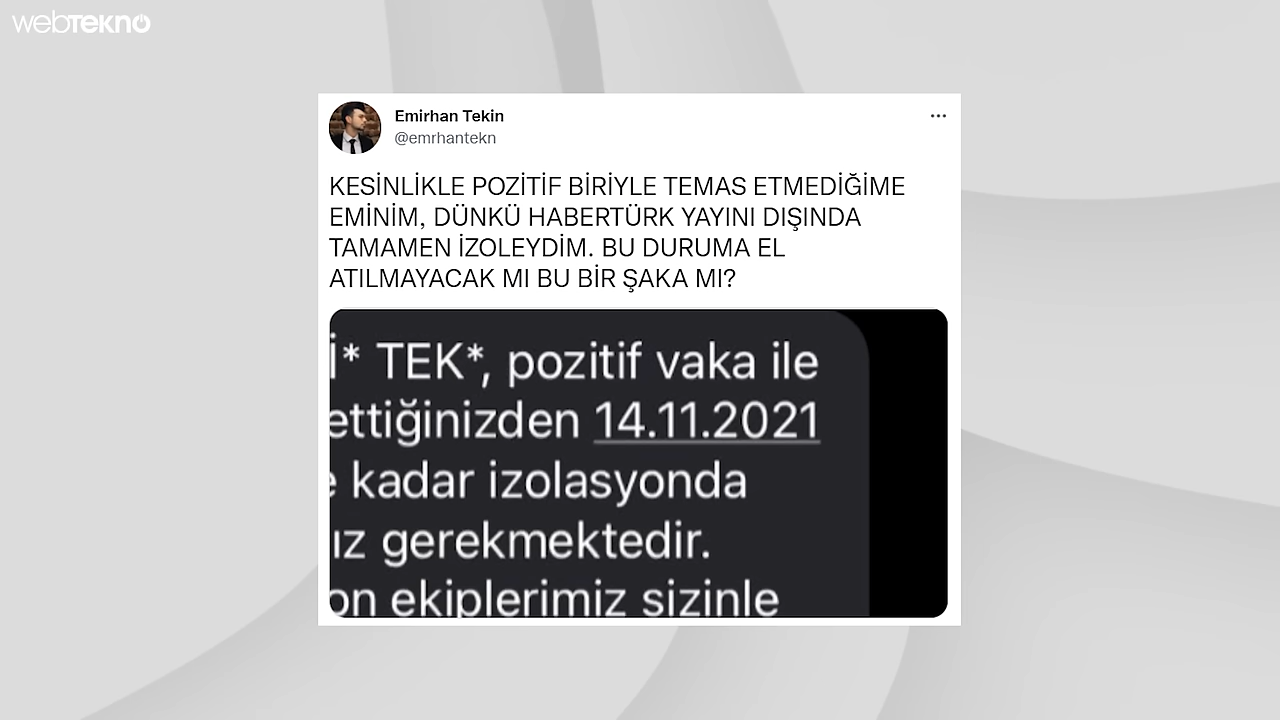 webTEKNO
Emirhan Tekin
@emrhantekn
KESİNLİKLE POZİTİF BİRİYLE TEMAS ETMEDİĞİME
EMİNİM, DÜNKÜ HABERTÜRK YAYINI DIŞINDA
TAMAMEN İZOLEYDİM. BU DURUMA EL
ATILMAYACAK MI BU BİR ŞAKA MI?
İ* TEK*, pozitif vaka ile
ettiğinizden 14.11.2021
e kadar izolasyonda
ız gerekmektedir.
on ekiplerimiz sizinle